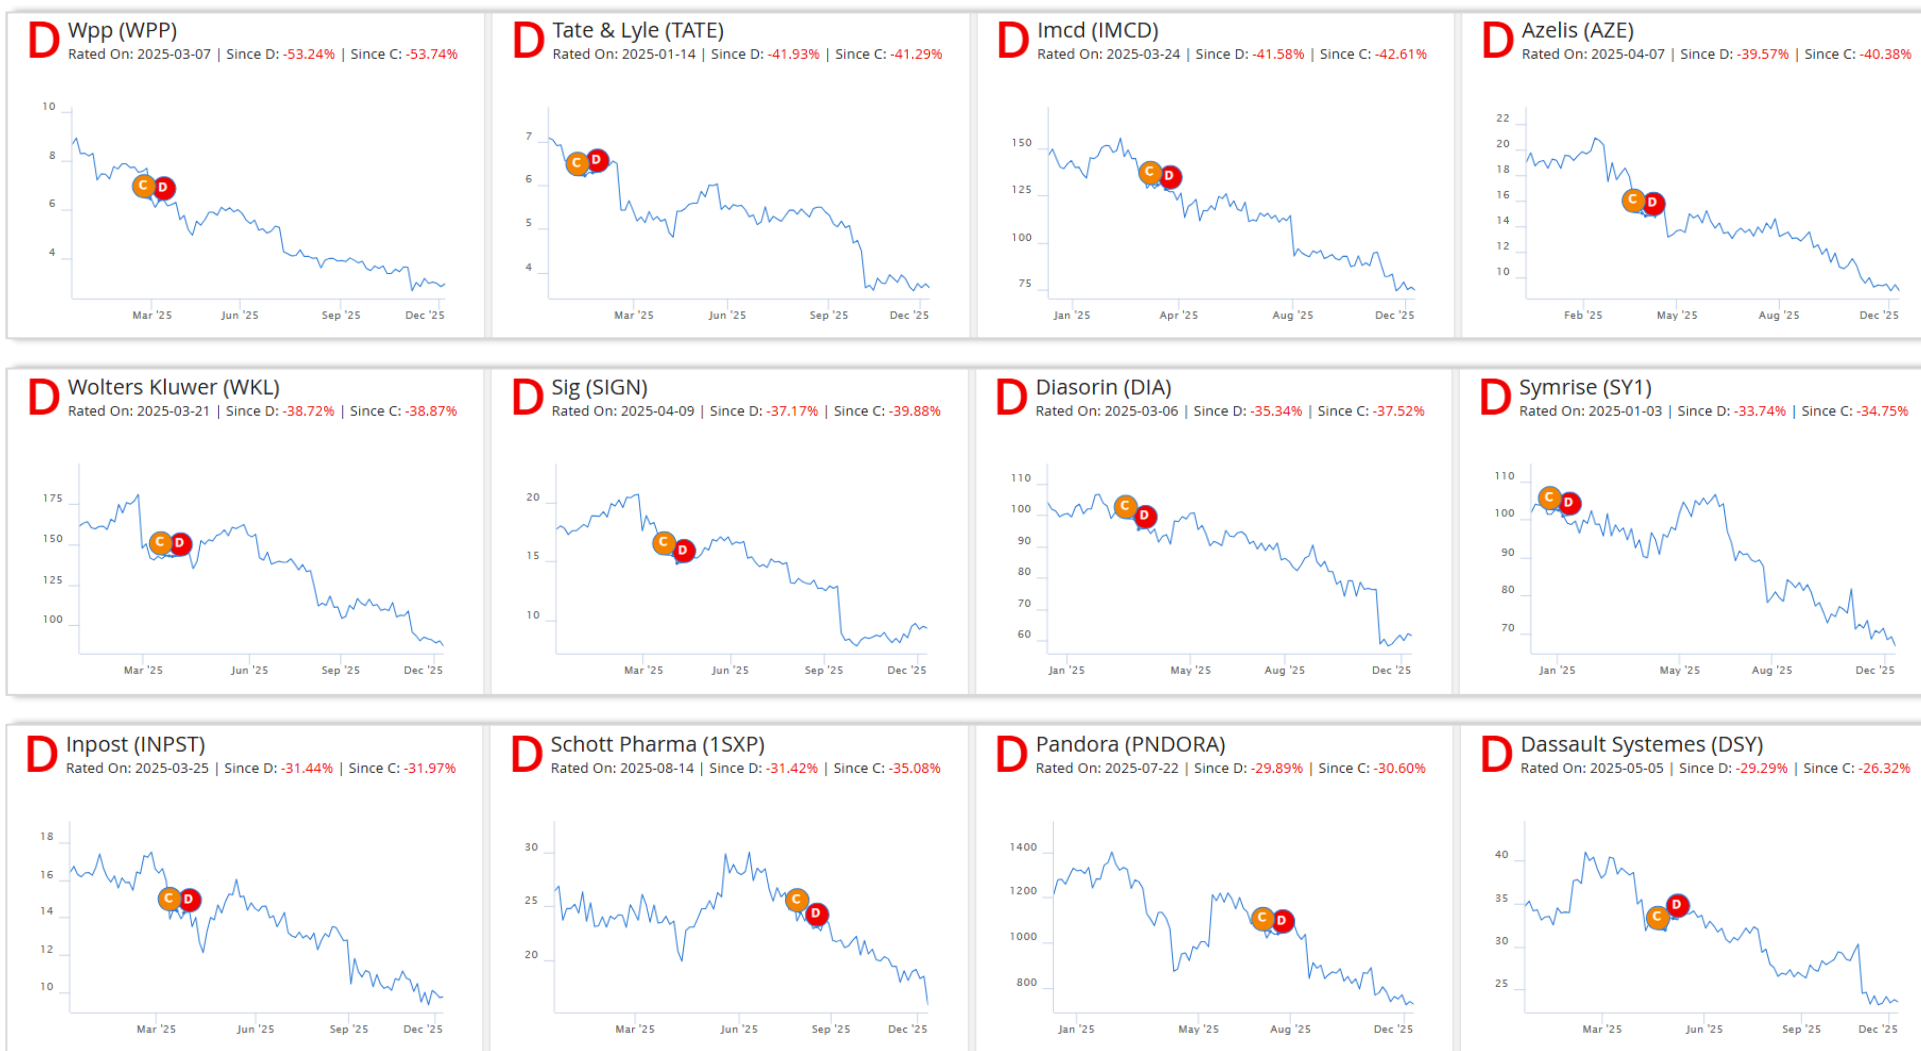 D Wpp (WPP)
Rated On: 2025-03-07 | Since D: -53.24% | Since C: -53.74%
10
8
6
4
C D
Mar '25 Jun '25 Sep '25 Dec '25
D Tate & Lyle (TATE)
Rated On: 2025-01-14 | Since D: -41.93% | Since C: -41.29%
7
6
5
4
C D
Mar '25 Jun '25 Sep '25 Dec '25
D Imcd (IMCD)
Rated On: 2025-03-24 | Since D: -41.58% | Since C: -42.61%
150
125
100
75
C D
Jan '25 Apr '25 Aug '25 Dec '25
D Azelis (AZE)
Rated On: 2025-04-07 | Since D: -39.57% | Since C: -40.38%
22
20
18
16
14
12
10
C D
Feb '25 May '25 Aug '25 Dec '25
D Wolters Kluwer (WKL)
Rated On: 2025-03-21 | Since D: -38.72% | Since C: -38.87%
175
150
125
100
C D
Mar '25 Jun '25 Sep '25 Dec '25
D Sig (SIGN)
Rated On: 2025-04-09 | Since D: -37.17% | Since C: -39.88%
20
15
10
C D
Mar '25 Jun '25 Sep '25 Dec '25
D Diasorin (DIA)
Rated On: 2025-03-06 | Since D: -35.34% | Since C: -37.52%
110
100
90
80
70
60
C D
Jan '25 May '25 Aug '25 Dec '25
D Symrise (SY1)
Rated On: 2025-01-03 | Since D: -33.74% | Since C: -34.75%
110
100
90
80
70
C D
Jan '25 May '25 Aug '25 Dec '25
D Inpost (INPST)
Rated On: 2025-03-25 | Since D: -31.44% | Since C: -31.97%
18
16
14
12
10
C D
Mar '25 Jun '25 Sep '25 Dec '25
D Schott Pharma (1SXP)
Rated On: 2025-08-14 | Since D: -31.42% | Since C: -35.08%
30
25
20
C D
Mar '25 Jun '25 Sep '25 Dec '25
D Pandora (PNDORA)
Rated On: 2025-07-22 | Since D: -29.89% | Since C: -30.60%
1400
1200
1000
800
C D
Jan '25 May '25 Aug '25 Dec '25
D Dassault Systemes (DSY)
Rated On: 2025-05-05 | Since D: -29.29% | Since C: -26.32%
40
35
30
25
C D
Mar '25 Jun '25 Sep '25 Dec '25